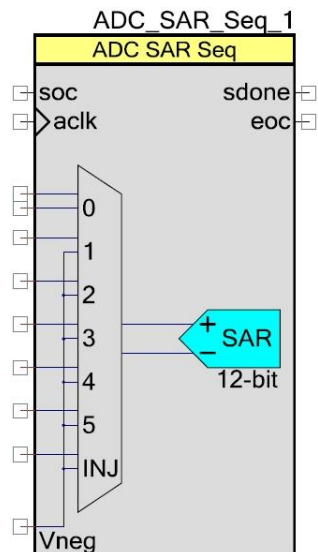 ADC_SAR_Seq_1
ADC SAR Seq
soc
sdone
aclk
eoc
0
1
2
+
3
SAR
−
4
12-bit
5
INJ
Vneg